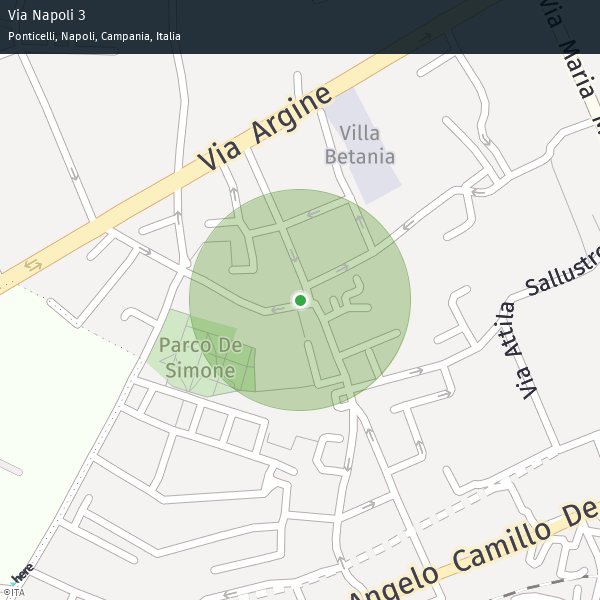 Via Napoli 3
Ponticelli, Napoli, Campania, Italia
Via Maria M
Via Argine
Villa
Betania
Sallustro
Via Attila
Parco De
Simone
Angelo Camillo De
here
©ITA